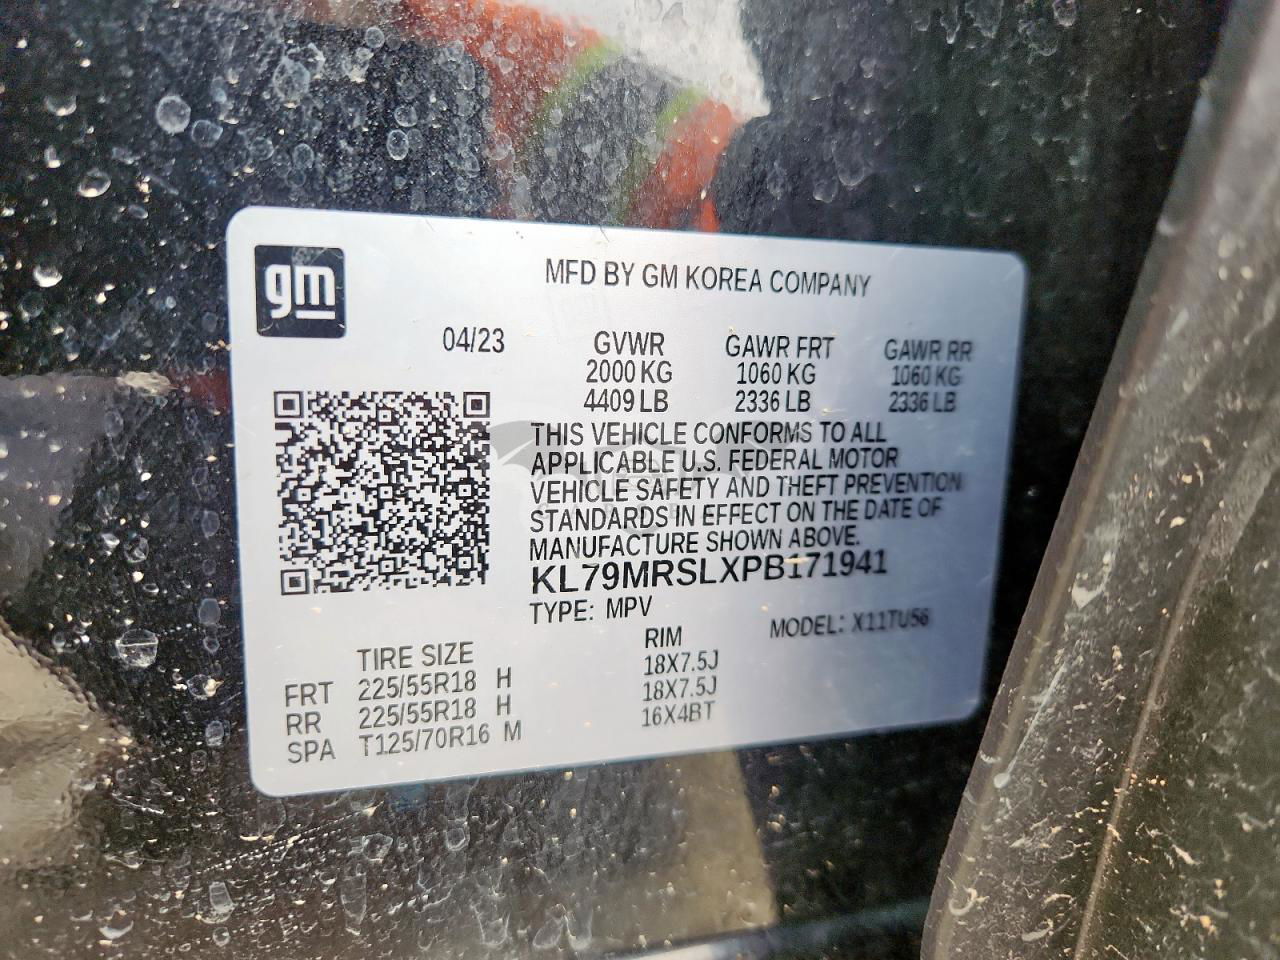 gm
MFD BY GM KOREA COMPANY
04/23 GVWR GAWR FRT GAWR RR
2000 KG 1060 KG 1060 KG
4409 LB 2336 LB 2336 LB
THIS VEHICLE CONFORMS TO ALL
APPLICABLE U.S. FEDERAL MOTOR
VEHICLE SAFETY AND THEFT PREVENTION
STANDARDS IN EFFECT ON THE DATE OF
MANUFACTURE SHOWN ABOVE.
KL79MRSLXPB171941
TYPE: MPV MODEL: X11TU56
TIRE SIZE RIM
FRT 225/55R18 H 18X7.5J
RR 225/55R18 H 18X7.5J
SPA T125/70R16 M 16X4BT